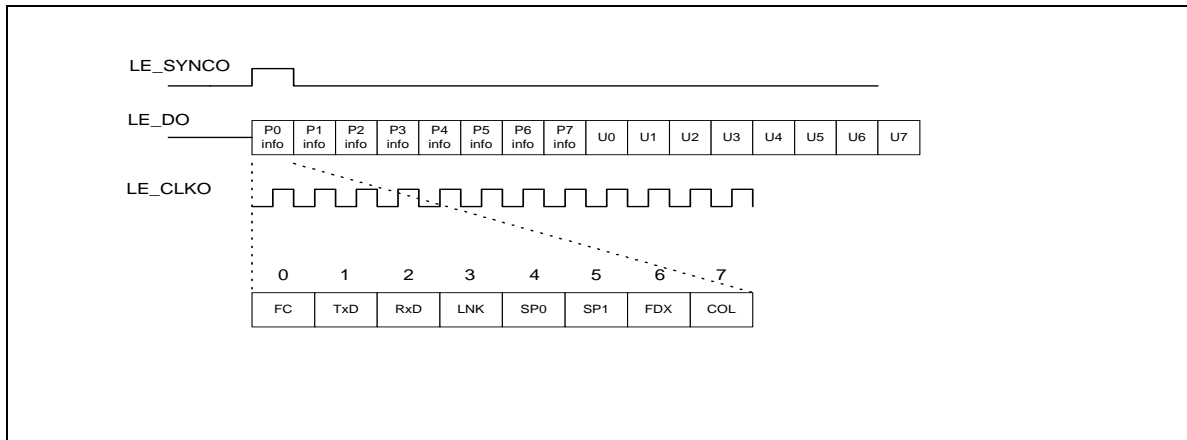 LE_SYNCO
LE_DO
P0 info P1 info P2 info P3 info P4 info P5 info P6 info P7 info U0 U1 U2 U3 U4 U5 U6 U7
LE_CLKO
0 1 2 3 4 5 6 7
FC TxD RxD LNK SP0 SP1 FDX COL